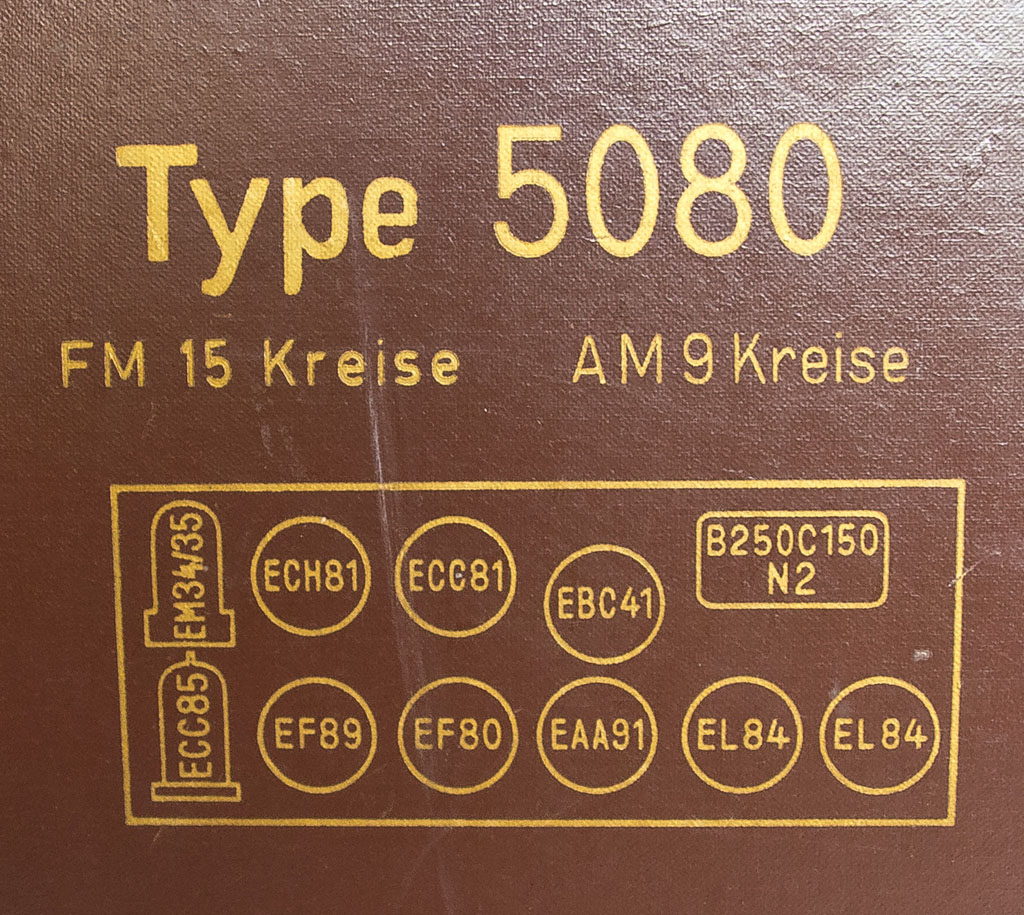 Type 5080
FM 15 Kreise
AM 9 Kreise
EM34/35
ECH81
ECC81
EBC41
B250C150
N2
ECC85
EF89
EF80
EAA91
EL84
EL84